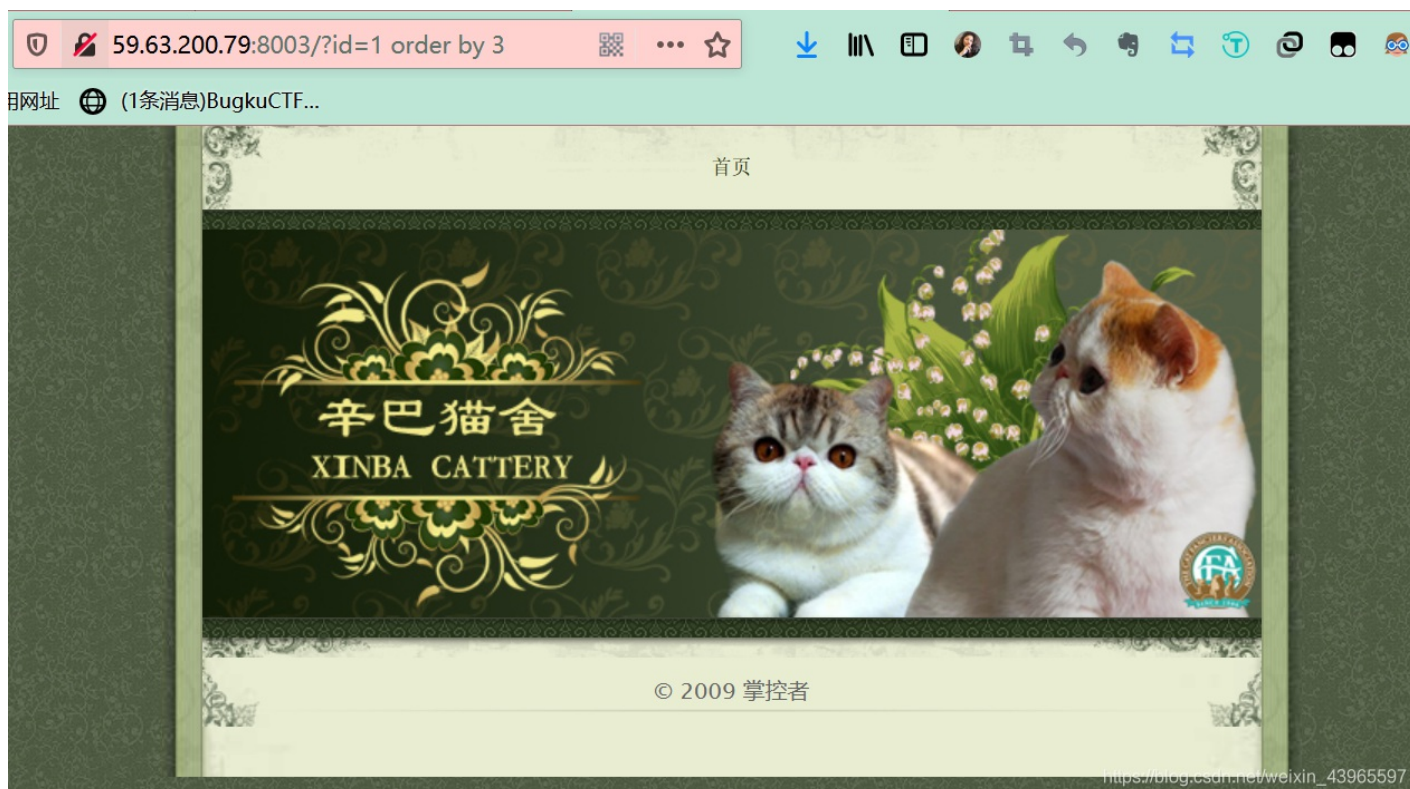 59.63.200.79:8003/?id=1 order by 3
用网址 (1条消息)BugkuCTF...
首页
辛巴猫舍
XINBA CATTERY
CFA
© 2009 掌控者
https://blog.csdn.net/weixin_43965597